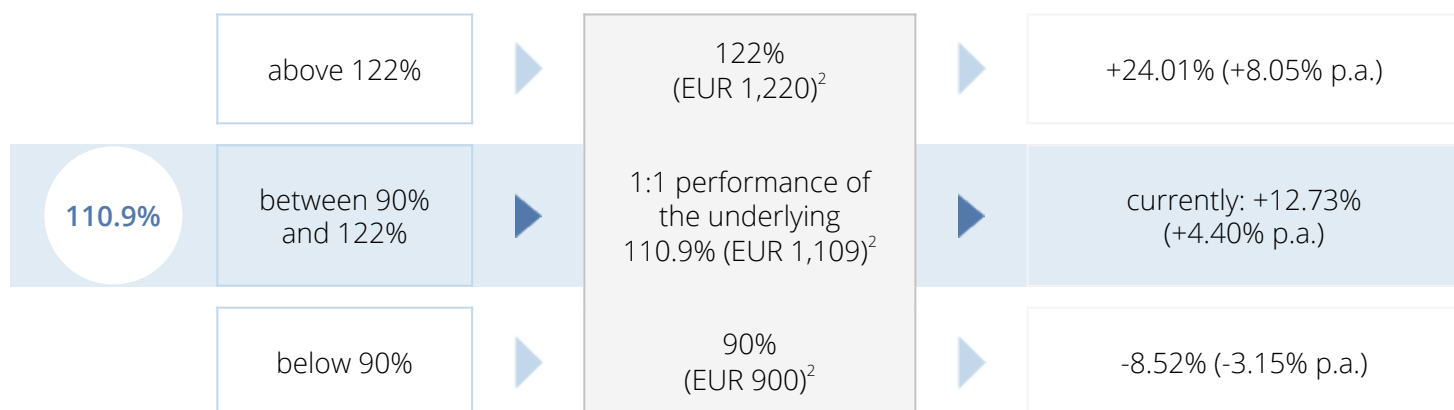 above 122%
122%
(EUR 1,220)²
+24.01% (+8.05% p.a.)
110.9%
between 90%
and 122%
1:1 performance of
the underlying
110.9% (EUR 1,109)²
currently: +12.73%
(+4.40% p.a.)
below 90%
90%
(EUR 900)²
-8.52% (-3.15% p.a.)